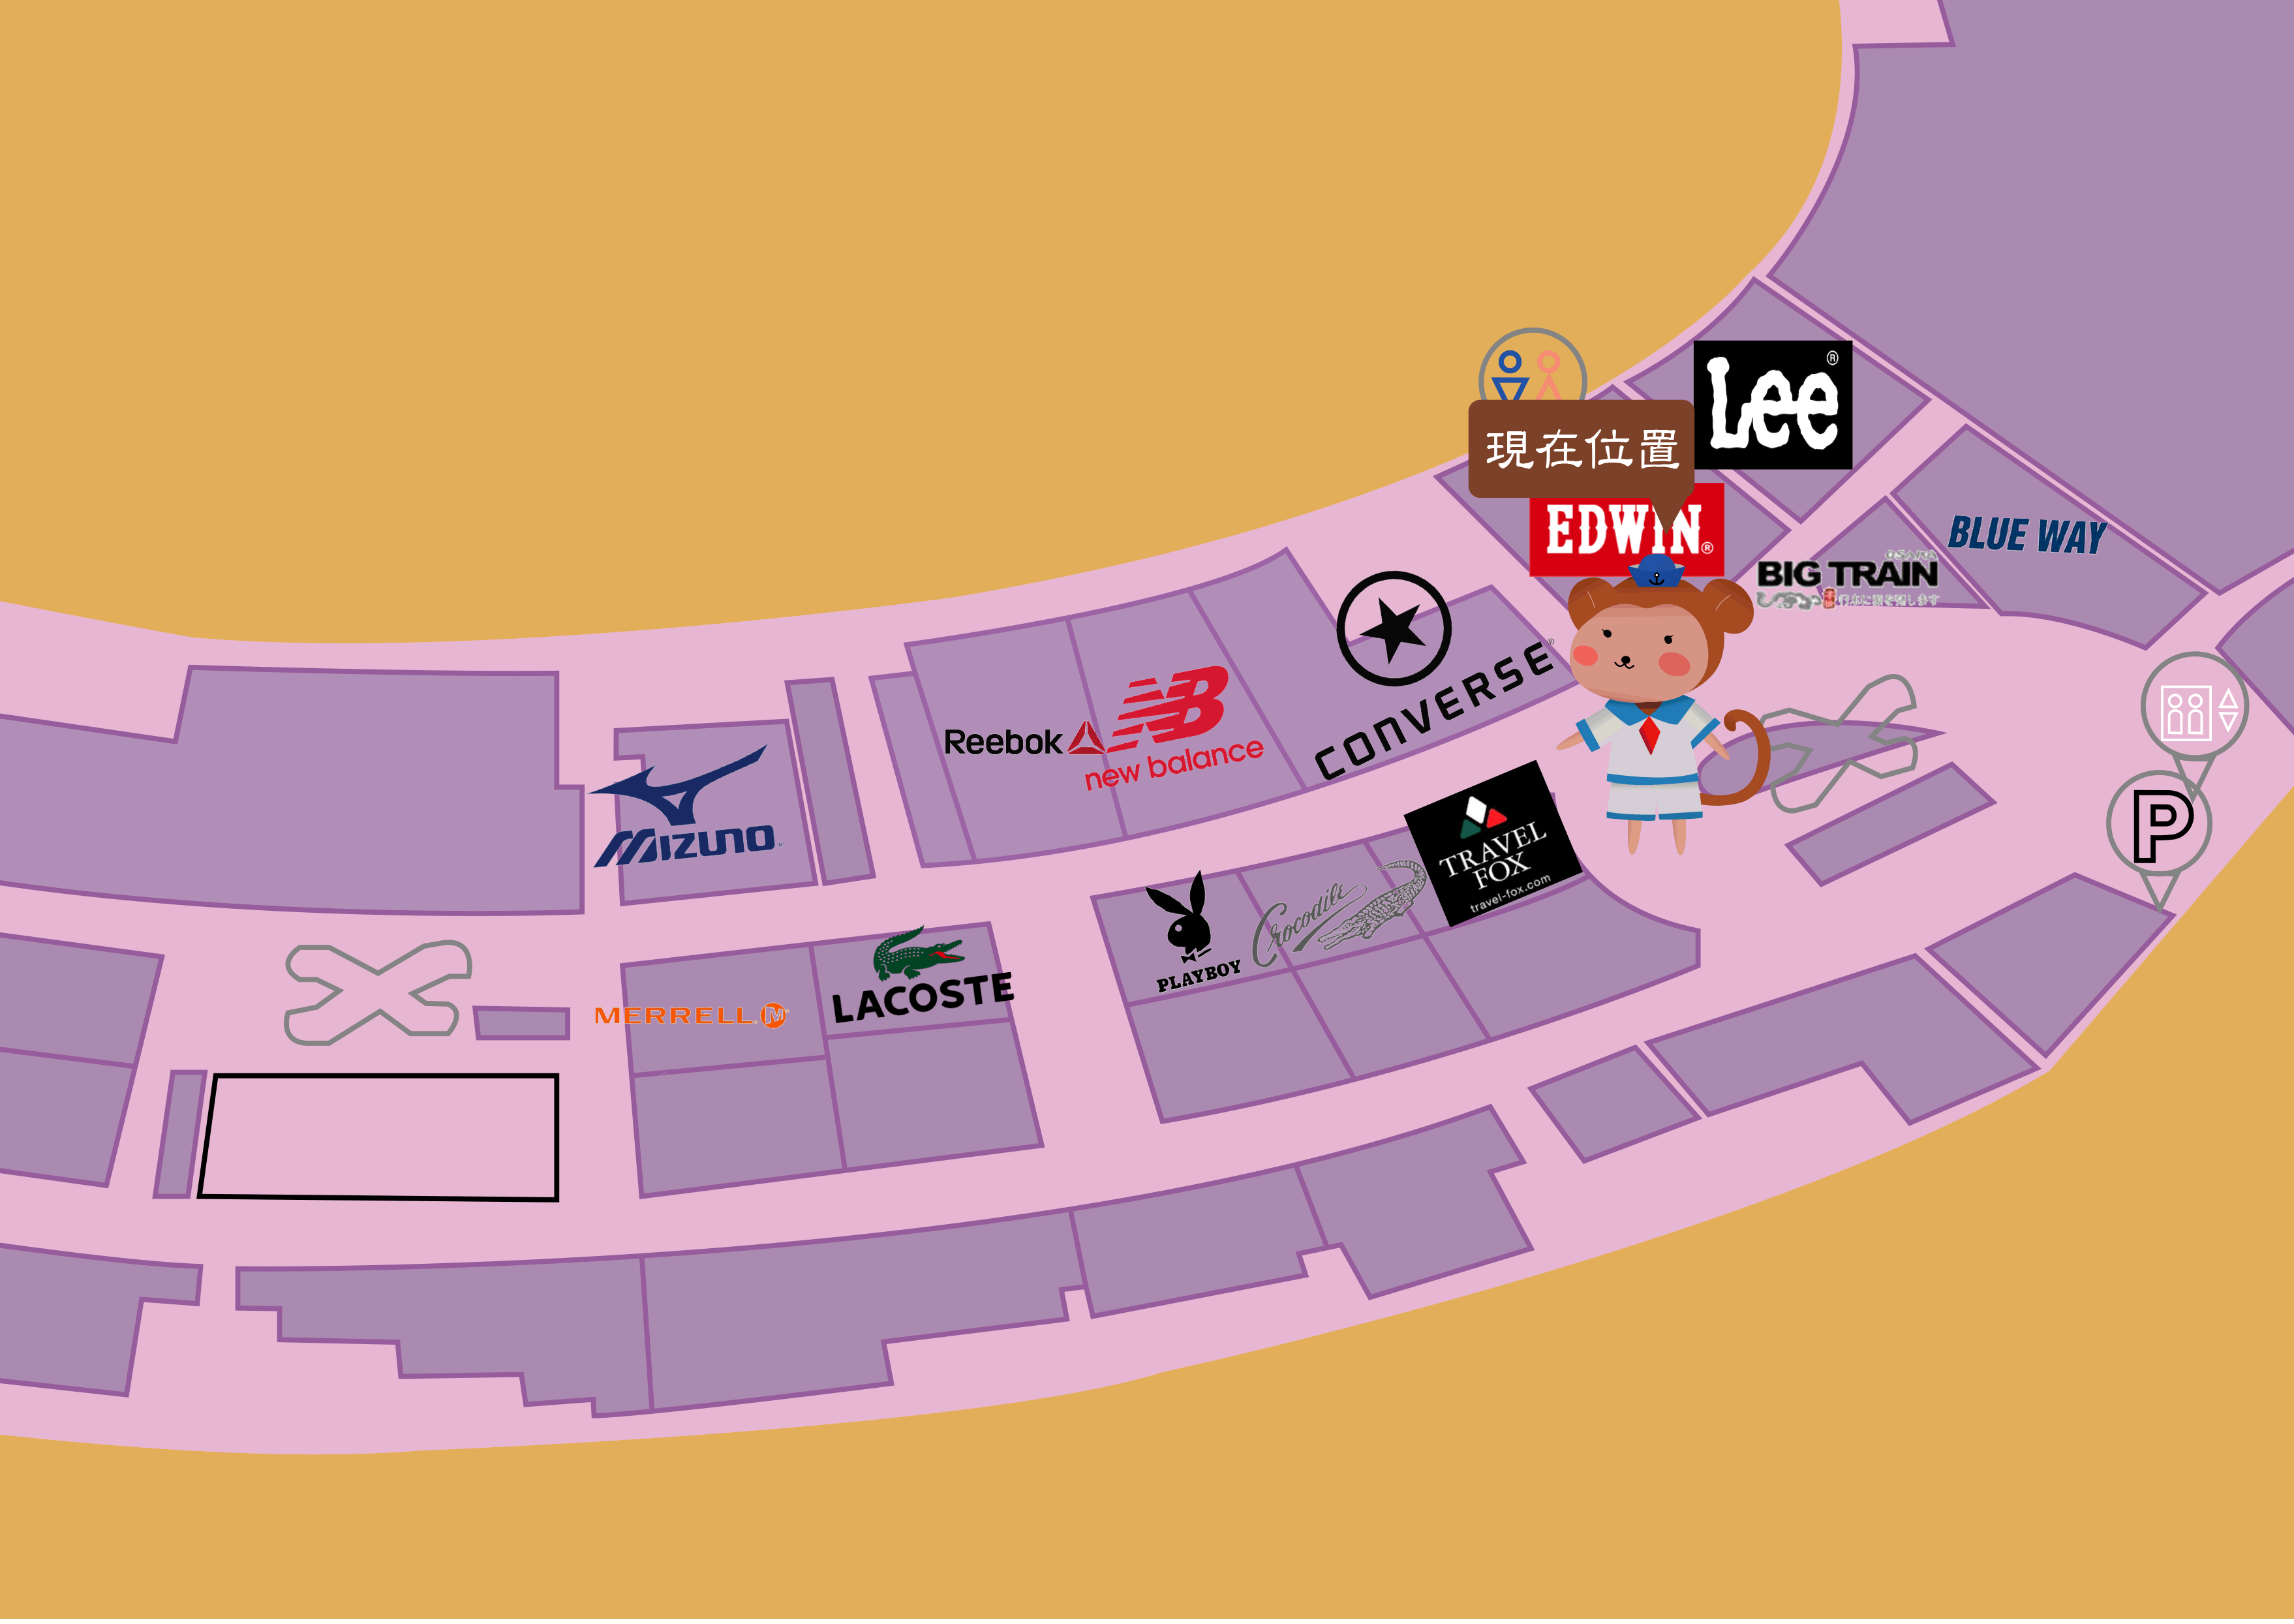 Lee®
現在位置
EDWIN®
BLUE WAY
OSAKA
BIG TRAIN
CONVERSE®
Reebok
new balance
MIZUNO
TRAVEL
FOX
travel-fox.com
P
Crocodile
PLAYBOY
LACOSTE
MERRELL